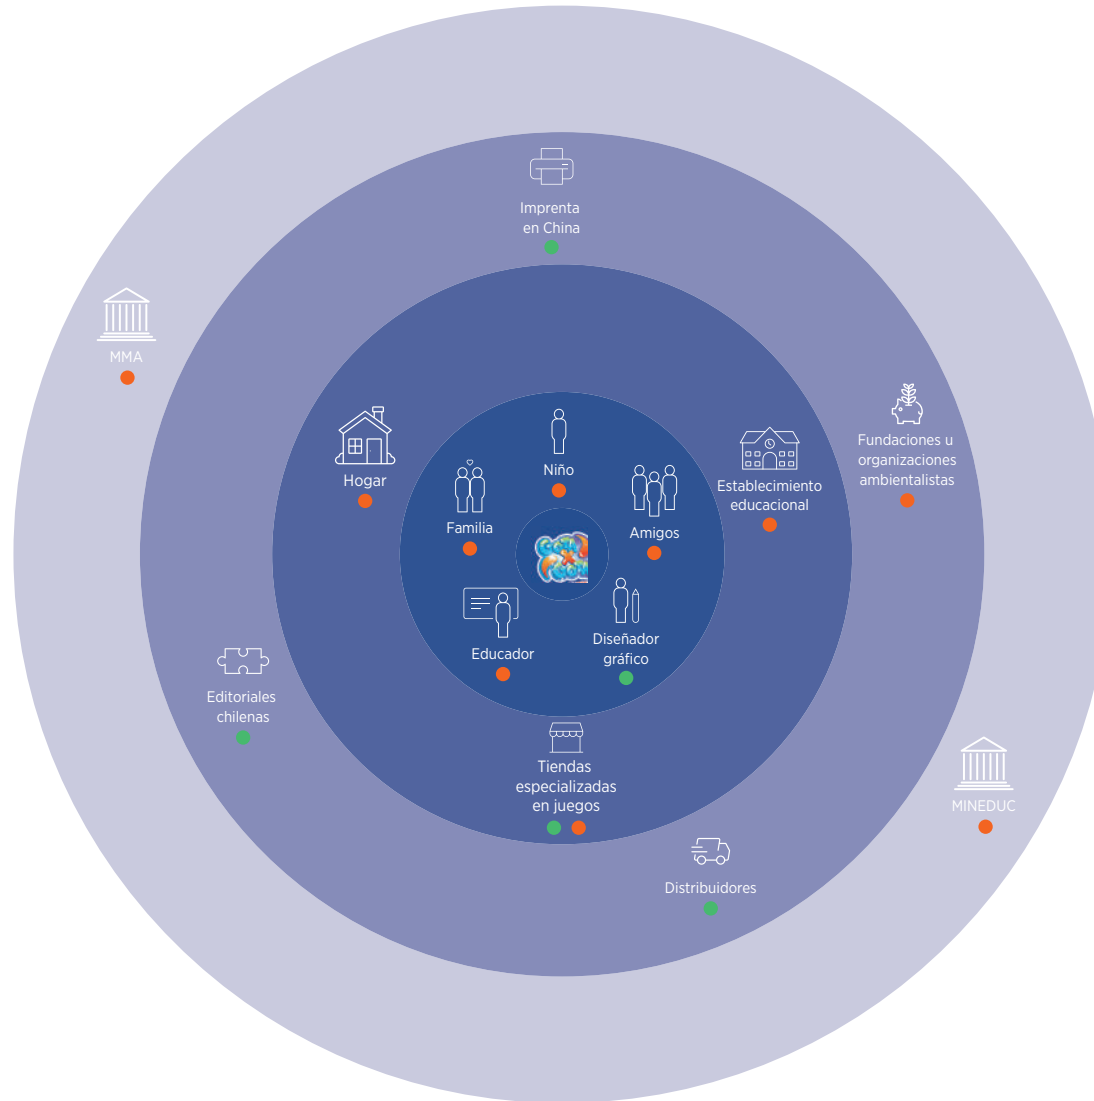 Imprenta
en China
MMA
Fundaciones u
organizaciones
ambientalistas
Hogar
Niño
Establecimiento
educacional
Familia
Amigos
Educador
Diseñador
gráfico
Editoriales
chilenas
Tiendas
especializadas
en juegos
MINEDUC
Distribuidores